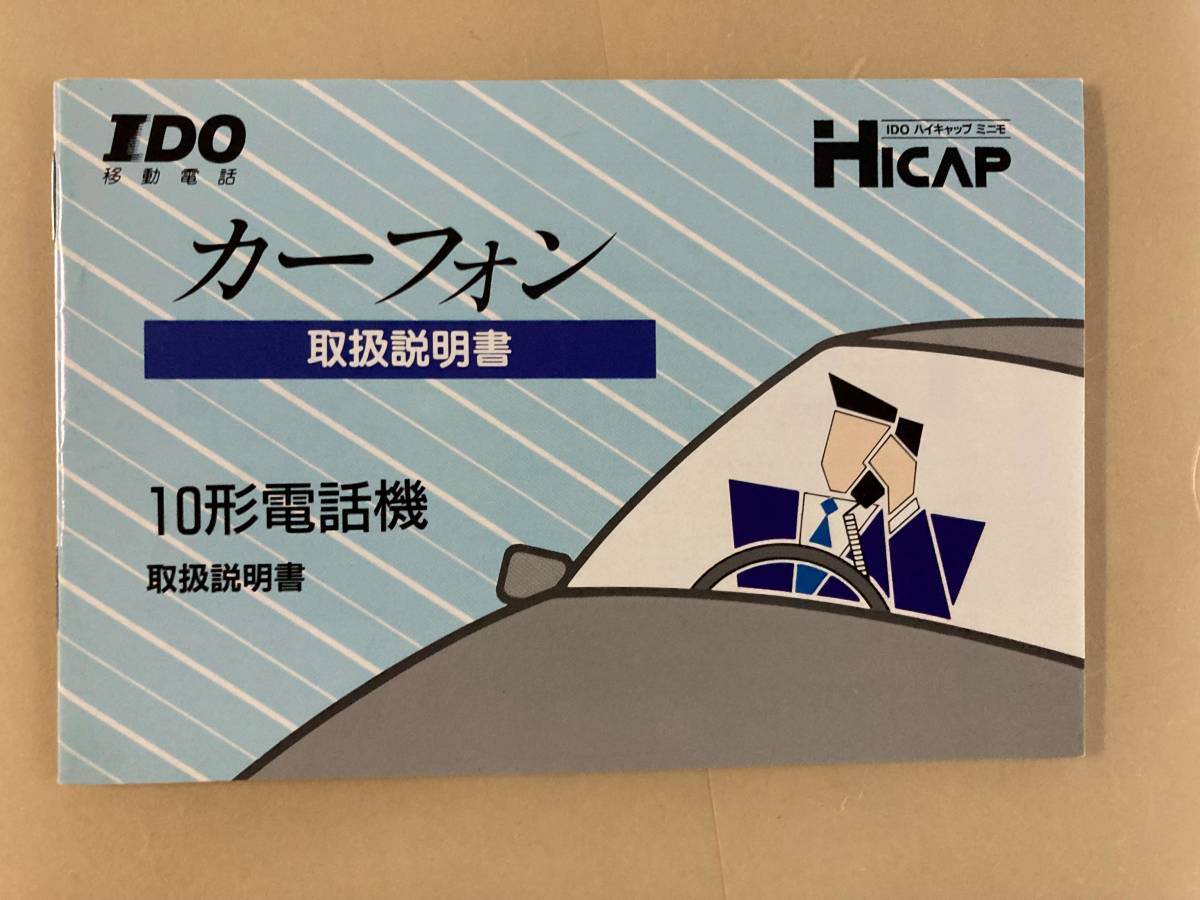 IDO
移動電話
IDO ハイキャップ ミニモ
HICAP
カーフォン
取扱説明書
10形電話機
取扱説明書